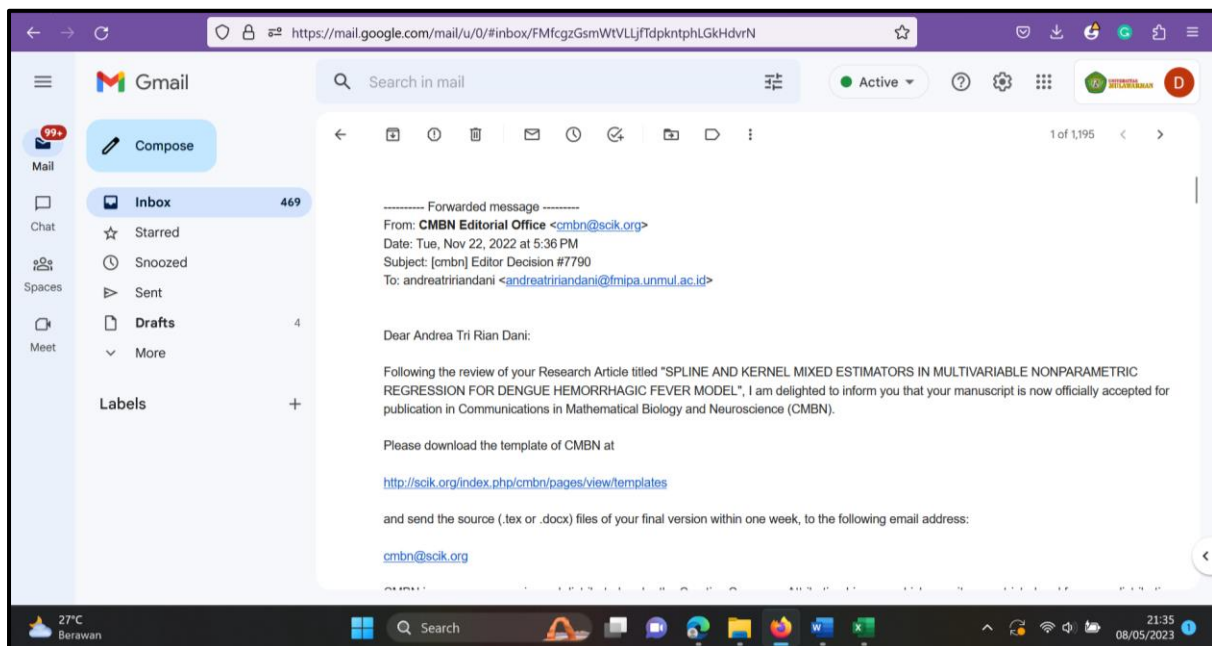 https://mail.google.com/mail/u/0/#inbox/FMfcgzGsmWtVLLjfTdpkntphLGkHdvrN
Gmail
Search in mail
Active
UNIVERSITAS MULAWARMAN
D
99+
Mail
Chat
Spaces
Meet
Compose
Inbox 469
Starred
Snoozed
Sent
Drafts 4
More
Labels +
1 of 1,195
---------- Forwarded message ---------
From: CMBN Editorial Office <cmbn@scik.org>
Date: Tue, Nov 22, 2022 at 5:36 PM
Subject: [cmbn] Editor Decision #7790
To: andreatririandani <andreatririandani@fmipa.unmul.ac.id>
Dear Andrea Tri Rian Dani:
Following the review of your Research Article titled "SPLINE AND KERNEL MIXED ESTIMATORS IN MULTIVARIABLE NONPARAMETRIC
REGRESSION FOR DENGUE HEMORRHAGIC FEVER MODEL", I am delighted to inform you that your manuscript is now officially accepted for
publication in Communications in Mathematical Biology and Neuroscience (CMBN).
Please download the template of CMBN at
http://scik.org/index.php/cmbn/pages/view/templates
and send the source (.tex or .docx) files of your final version within one week, to the following email address:
cmbn@scik.org
27°C
Berawan
Search
21:35
08/05/2023
1